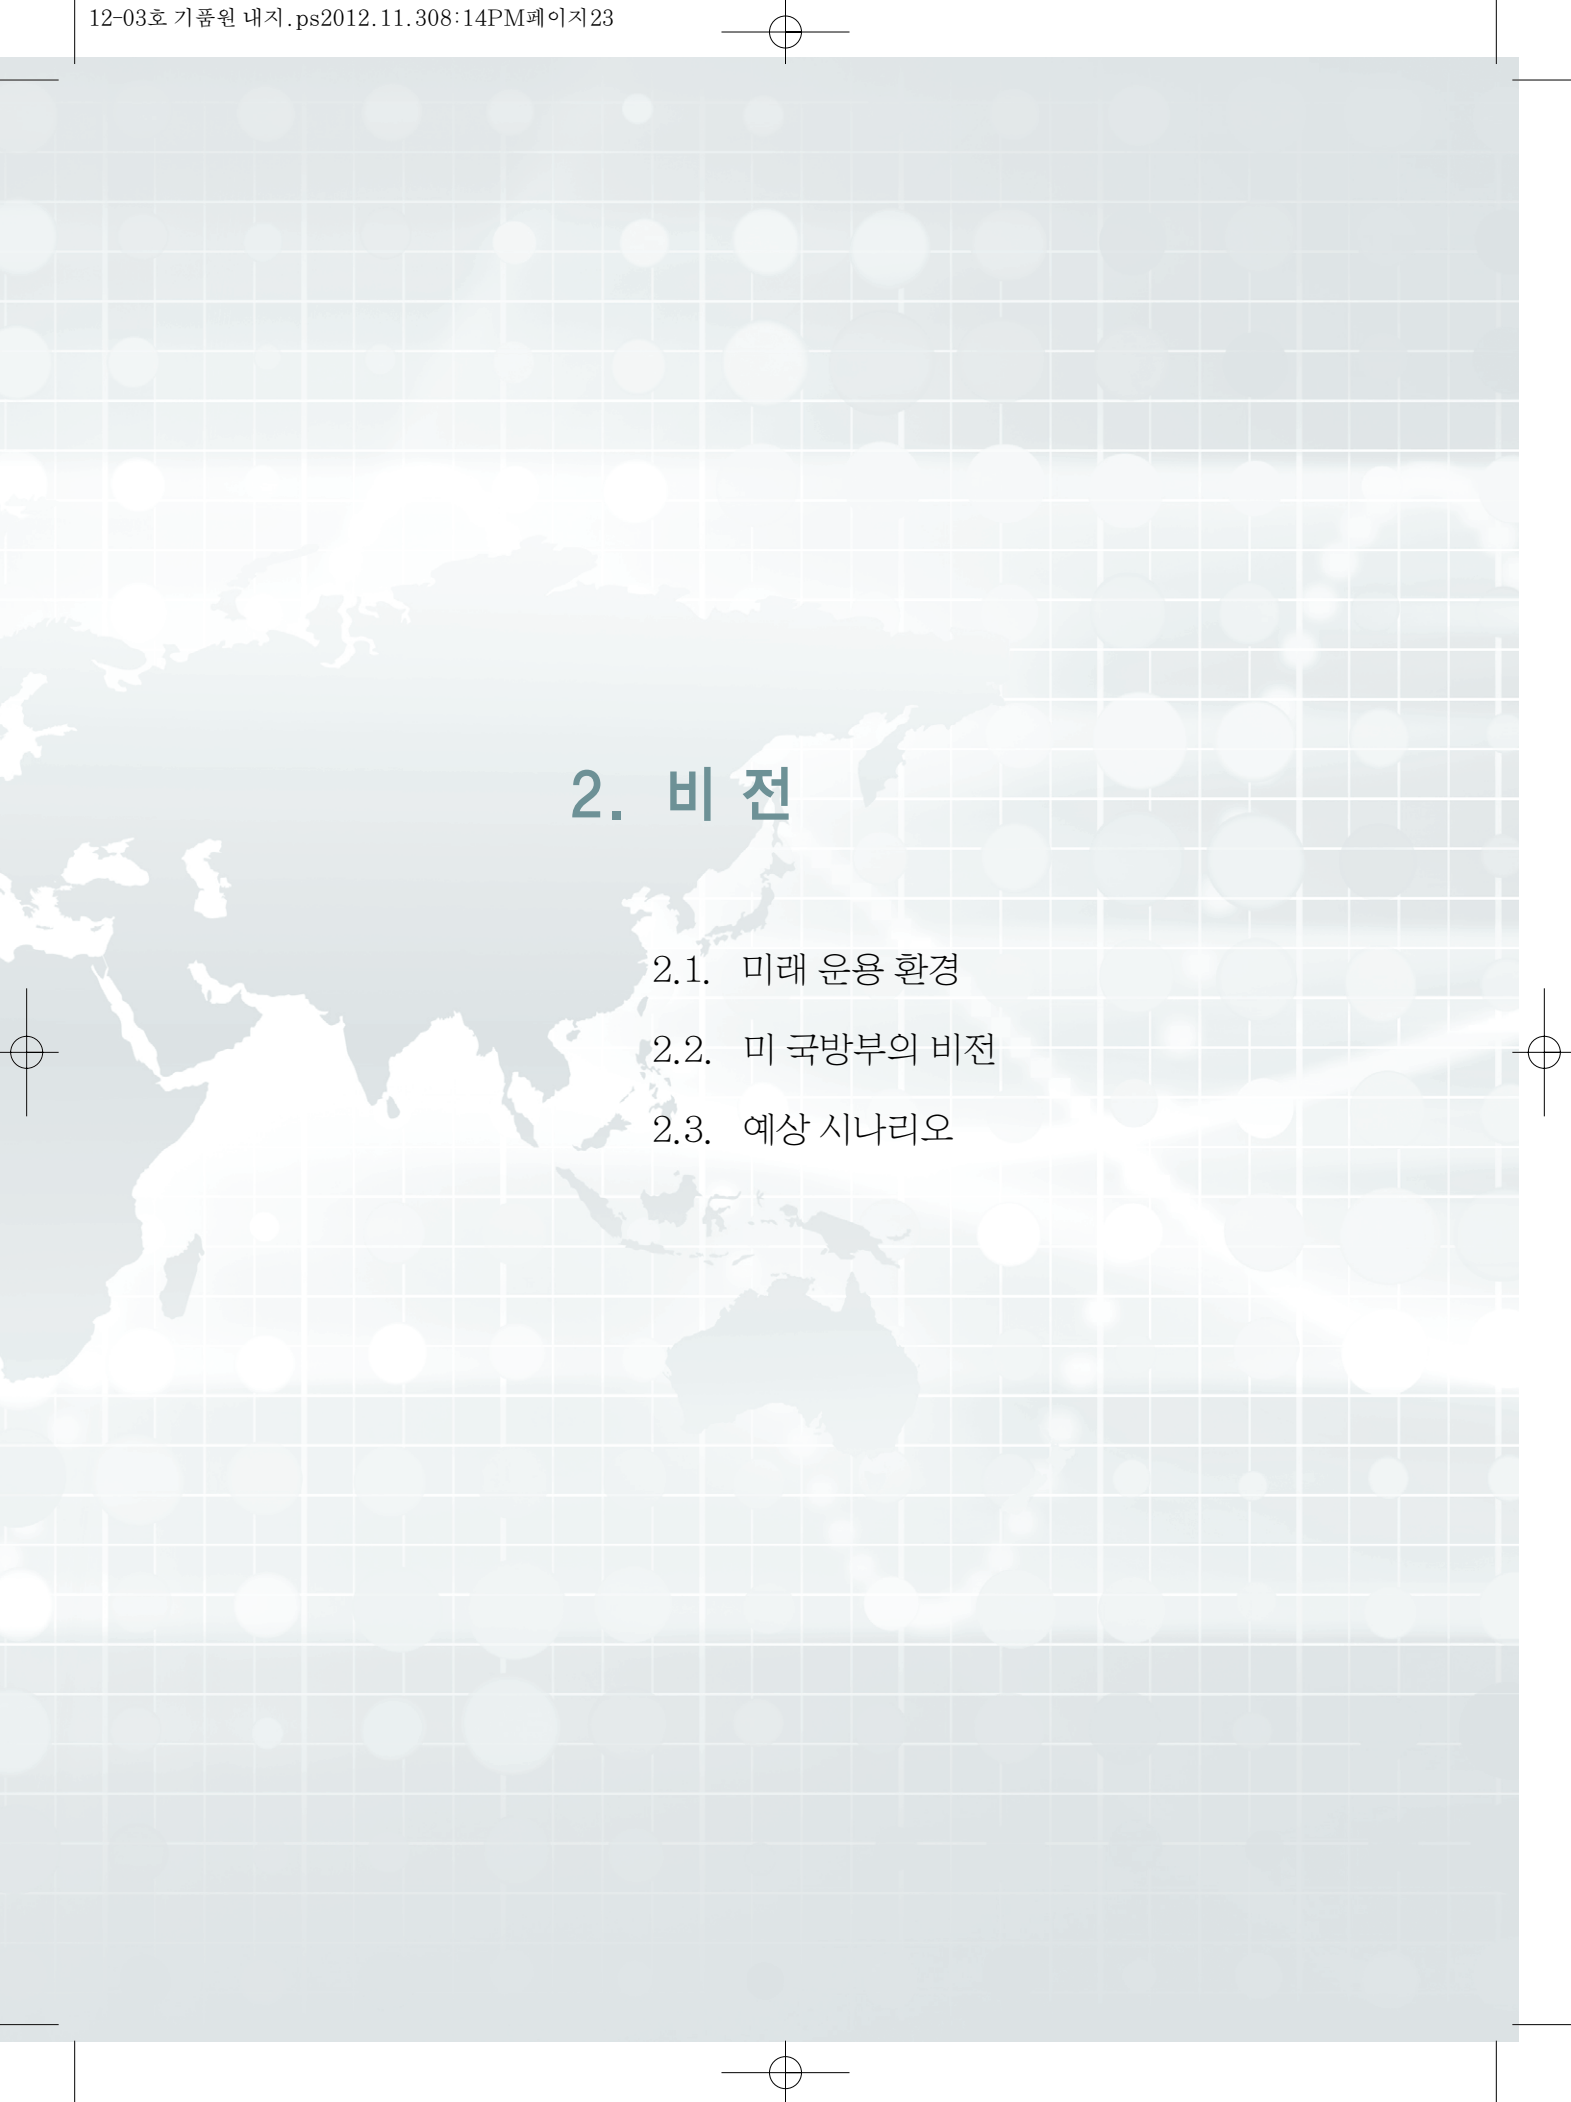 12-03호 기품원 내지.ps2012.11.308:14PM페이지23
2. 비 전
2.1. 미래 운용 환경
2.2. 미 국방부의 비전
2.3. 예상 시나리오